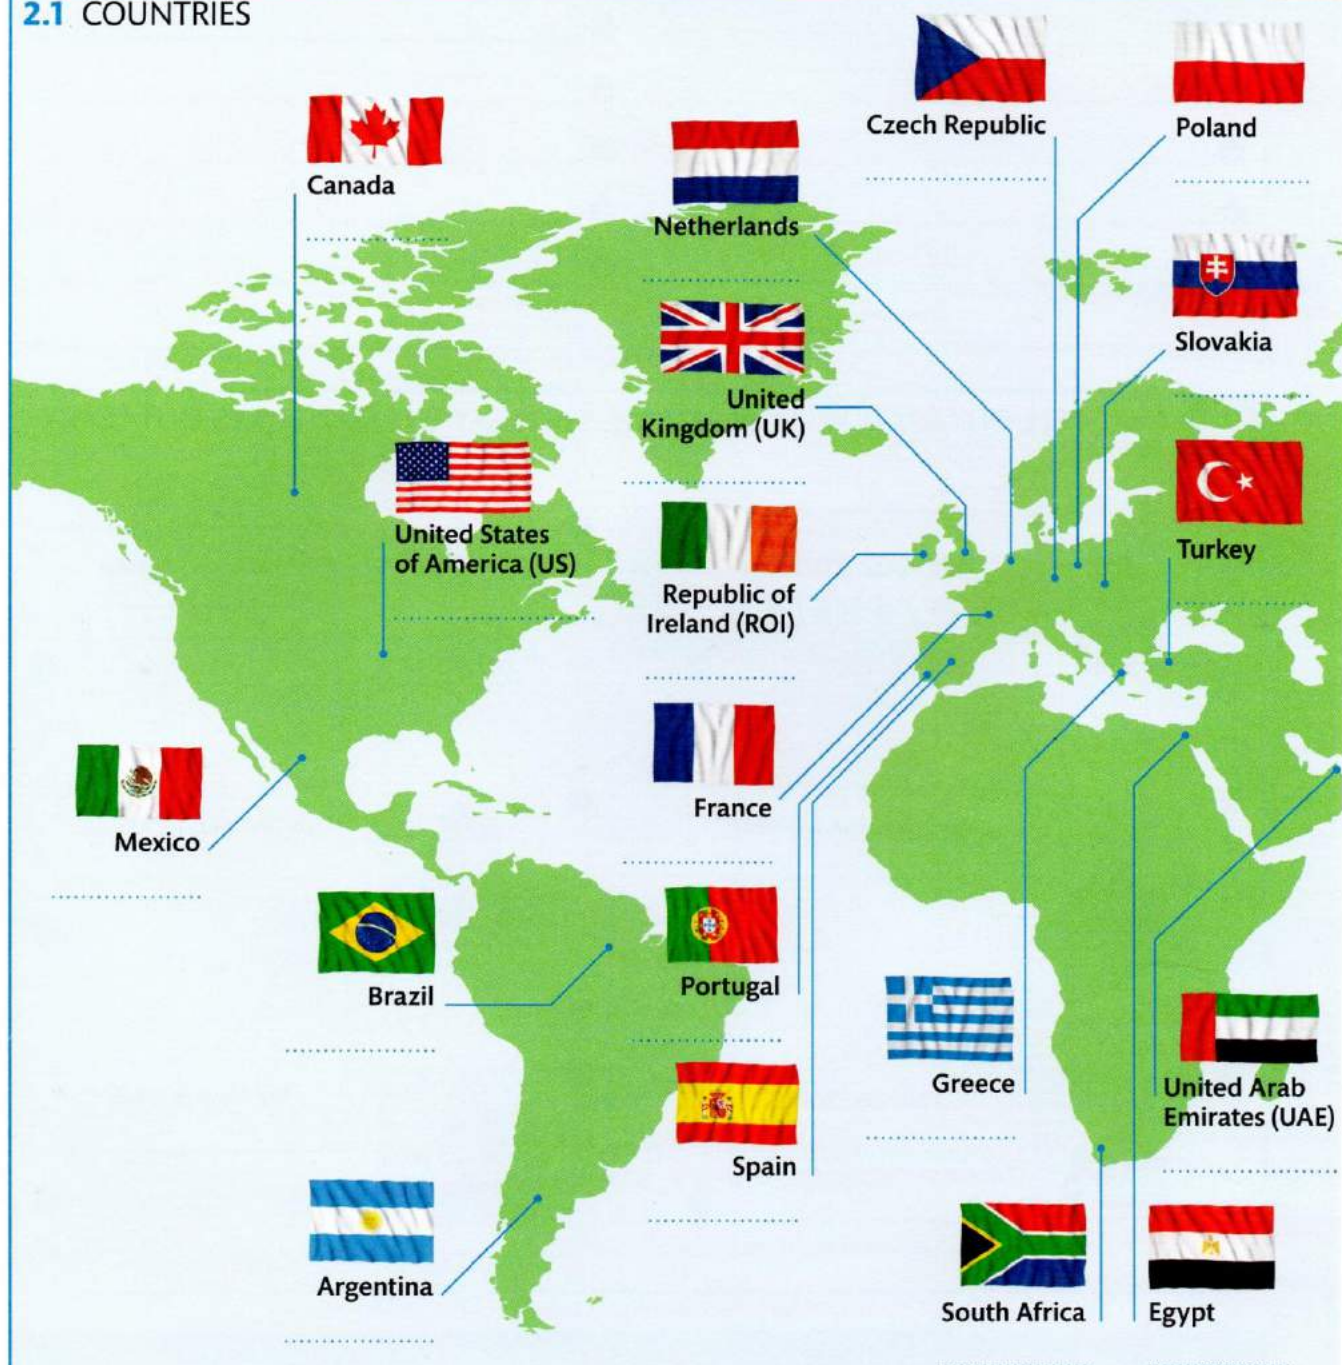 2.1 COUNTRIES
Canada
Netherlands
Czech Republic
Poland
Slovakia
United
Kingdom (UK)
United States
of America (US)
Turkey
Republic of
Ireland (ROI)
France
Mexico
Brazil
Portugal
Greece
United Arab
Emirates (UAE)
Spain
Argentina
South Africa
Egypt